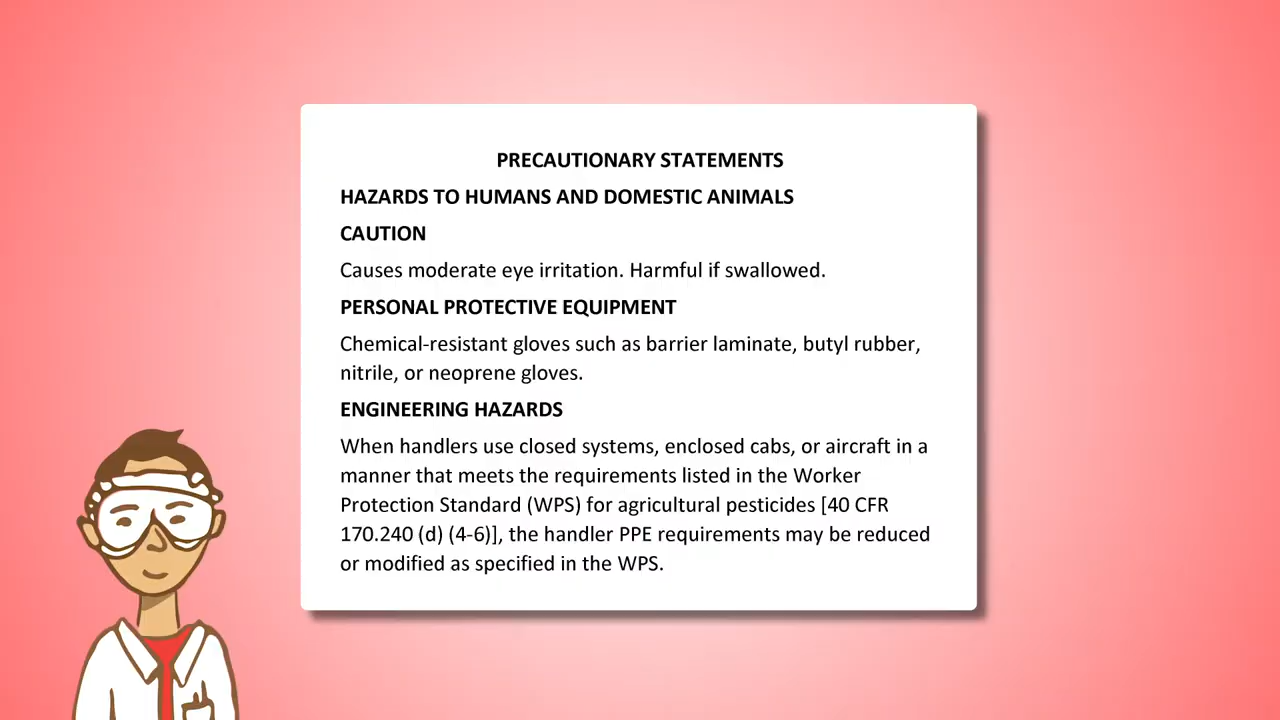 PRECAUTIONARY STATEMENTS
HAZARDS TO HUMANS AND DOMESTIC ANIMALS
CAUTION
Causes moderate eye irritation. Harmful if swallowed.
PERSONAL PROTECTIVE EQUIPMENT
Chemical-resistant gloves such as barrier laminate, butyl rubber,
nitrile, or neoprene gloves.
ENGINEERING HAZARDS
When handlers use closed systems, enclosed cabs, or aircraft in a
manner that meets the requirements listed in the Worker
Protection Standard (WPS) for agricultural pesticides [40 CFR
170.240 (d) (4-6)], the handler PPE requirements may be reduced
or modified as specified in the WPS.